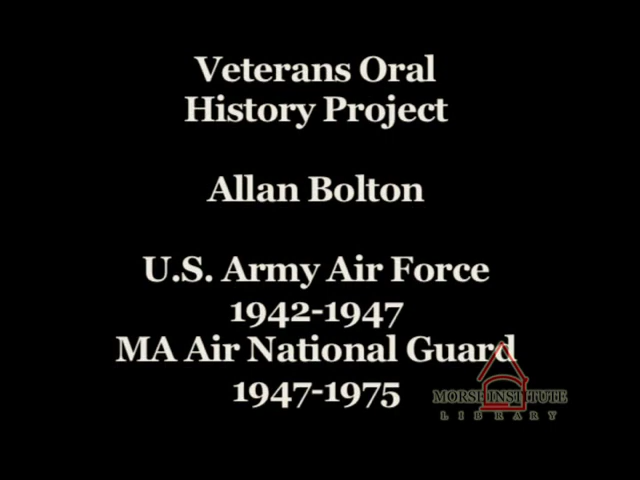 Veterans Oral
History Project
Allan Bolton
U.S. Army Air Force
1942-1947
MA Air National Guard
1947-1975
MORSE INSTITUTE
LIBRARY